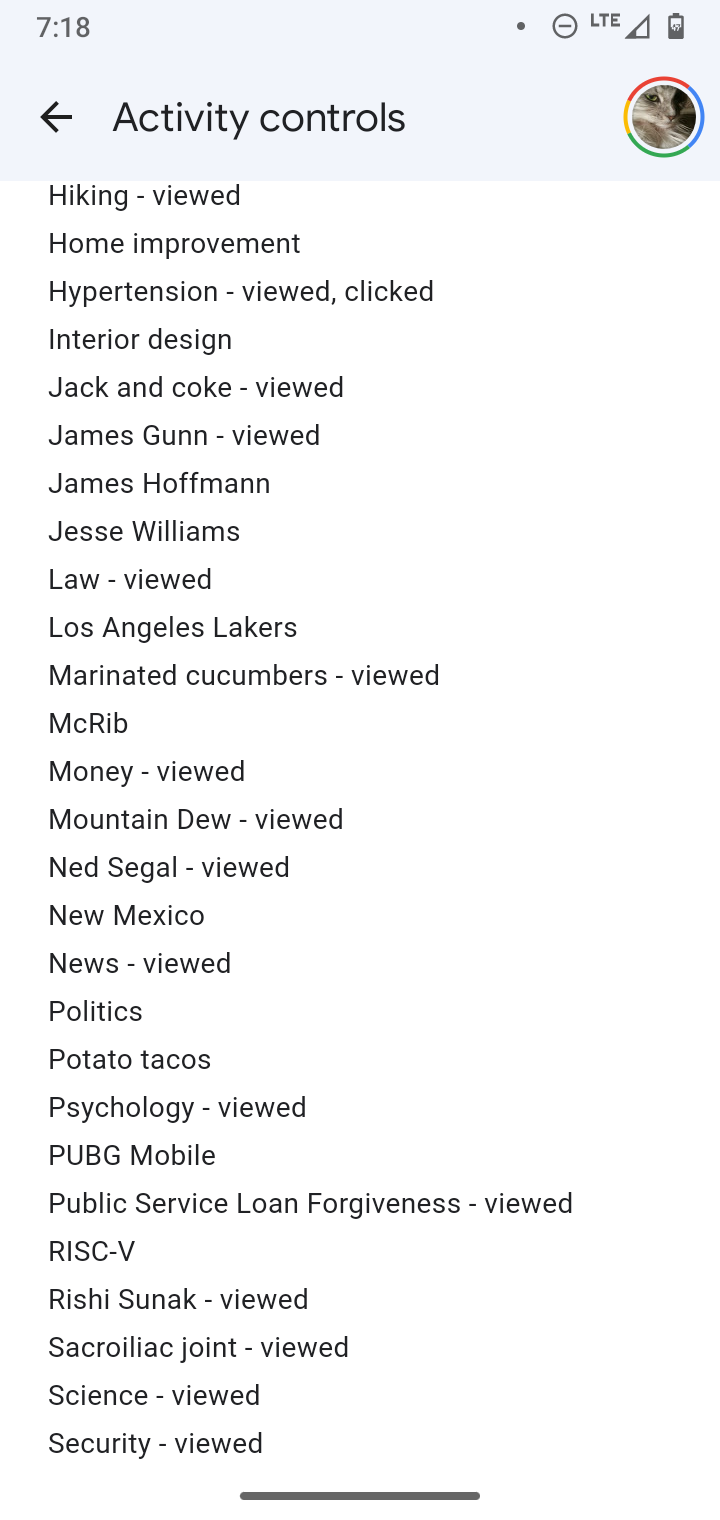 7:18
LTE
Activity controls
Hiking - viewed
Home improvement
Hypertension - viewed, clicked
Interior design
Jack and coke - viewed
James Gunn - viewed
James Hoffmann
Jesse Williams
Law - viewed
Los Angeles Lakers
Marinated cucumbers - viewed
McRib
Money - viewed
Mountain Dew - viewed
Ned Segal - viewed
New Mexico
News - viewed
Politics
Potato tacos
Psychology - viewed
PUBG Mobile
Public Service Loan Forgiveness - viewed
RISC-V
Rishi Sunak - viewed
Sacroiliac joint - viewed
Science - viewed
Security - viewed